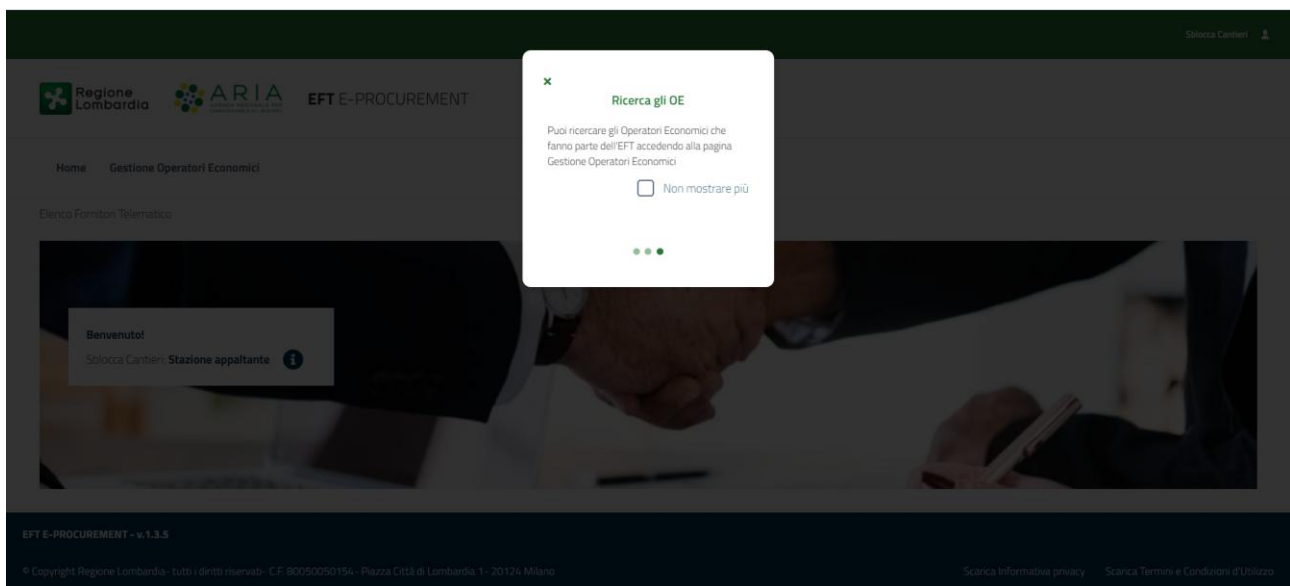 Sblocca Cantieri
Regione
Lombardia
ARIA
EFT E-PROCUREMENT
Home Gestione Operatori Economici
Elenco Fornitori Telematico
×
Ricerca gli OE
Puoi ricercare gli Operatori Economici che
fanno parte dell'EFT accedendo alla pagina
Gestione Operatori Economici
Non mostrare più
Benvenuto!
Sblocca Cantieri: Stazione appaltante
EFT E-PROCUREMENT - v.1.3.5
© Copyright Regione Lombardia- tutti i diritti riservati- C.F. 80050050154- Piazza Città di Lombardia 1- 20124 Milano
Scarica Informativa privacy Scarica Termini e Condizioni d'Utilizzo